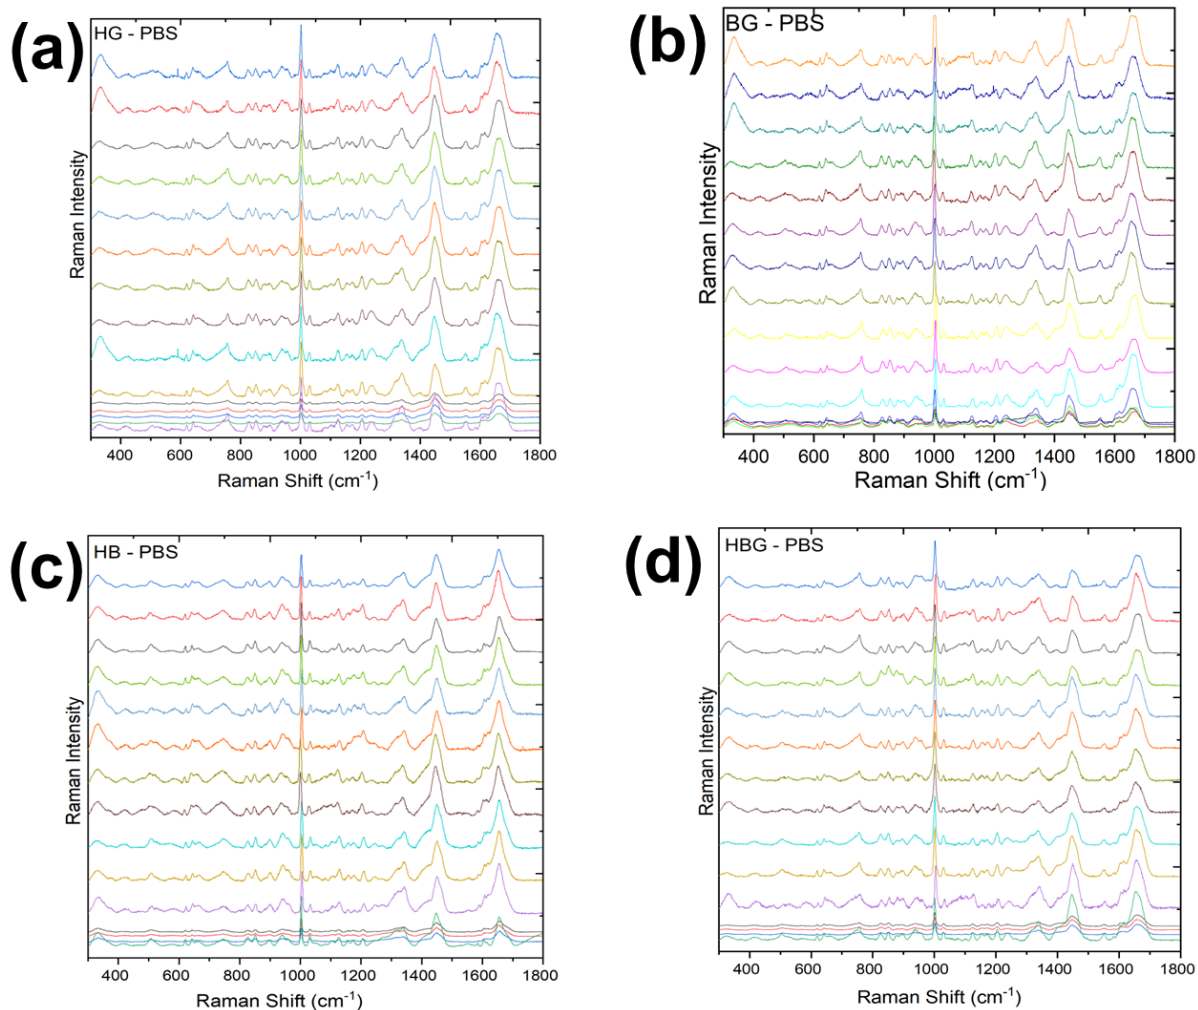 (a)
HG - PBS
Raman Intensity
400 600 800 1000 1200 1400 1600 1800
Raman Shift (cm⁻¹)
(b)
BG - PBS
Raman Intensity
400 600 800 1000 1200 1400 1600 1800
Raman Shift (cm⁻¹)
(c)
HB - PBS
Raman Intensity
400 600 800 1000 1200 1400 1600 1800
Raman Shift (cm⁻¹)
(d)
HBG - PBS
Raman Intensity
400 600 800 1000 1200 1400 1600 1800
Raman Shift (cm⁻¹)